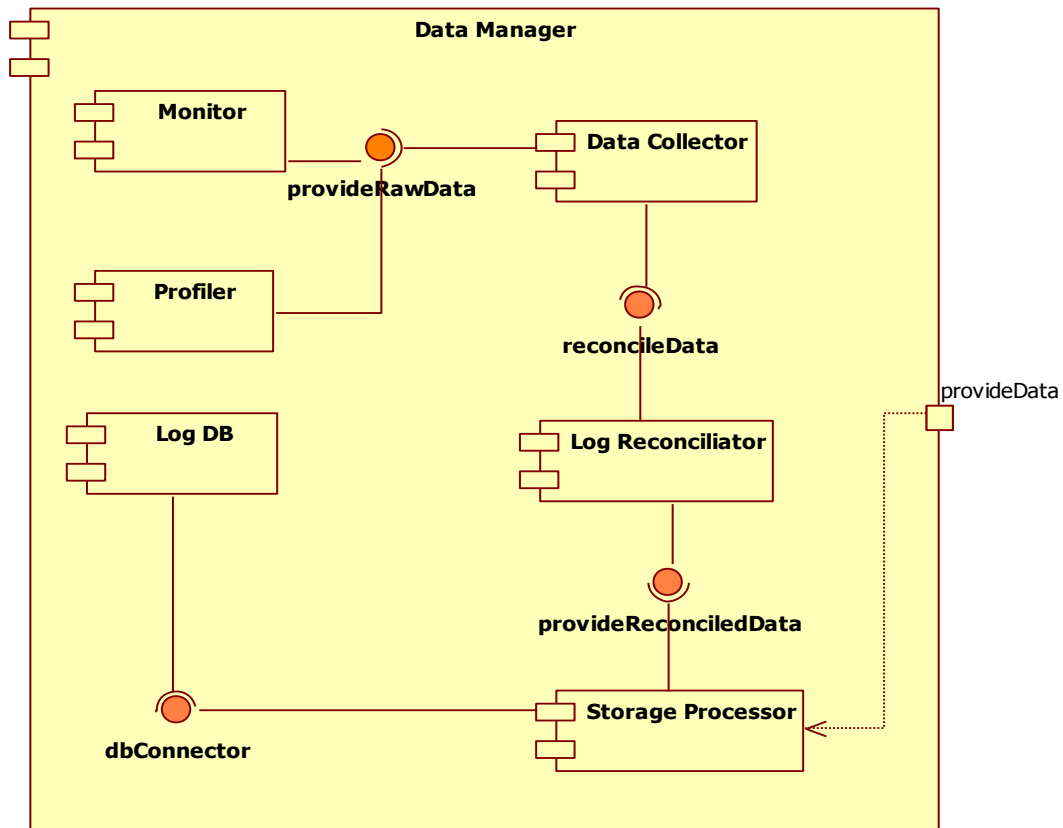 Data Manager
Monitor
Data Collector
provideRawData
Profiler
reconcileData
provideData
Log DB
Log Reconciliator
provideReconciledData
Storage Processor
dbConnector